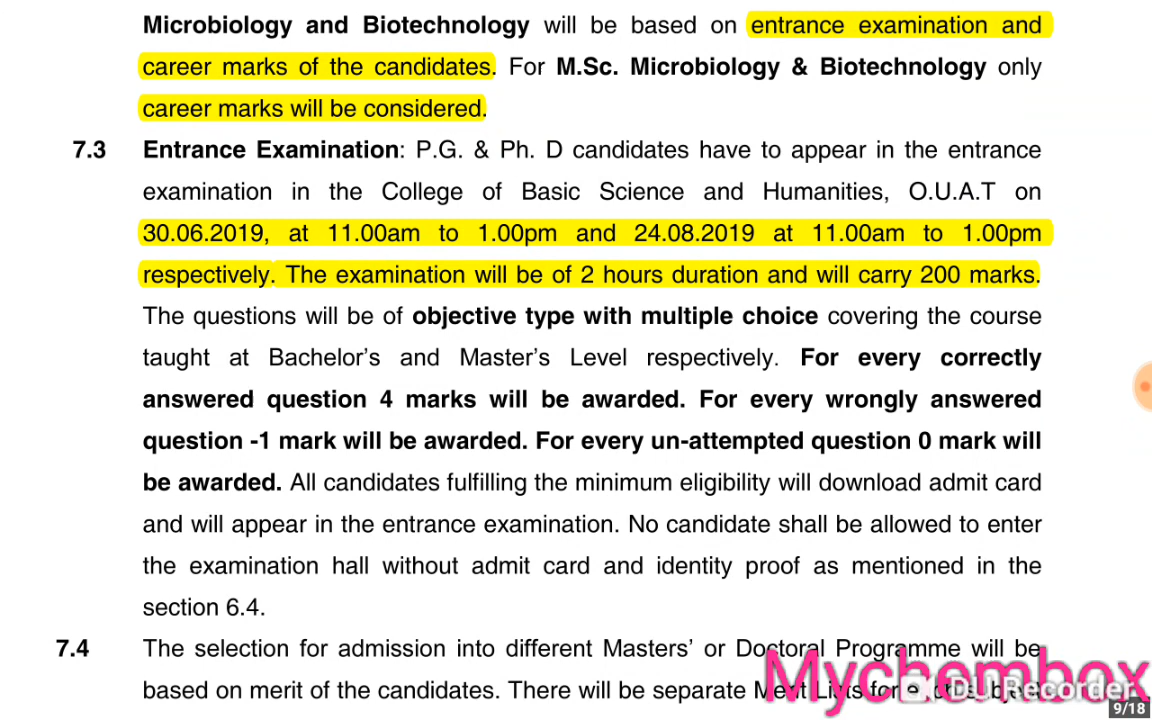 Microbiology and Biotechnology will be based on entrance examination and
career marks of the candidates. For M.Sc. Microbiology & Biotechnology only
career marks will be considered.
7.3 Entrance Examination: P.G. & Ph. D candidates have to appear in the entrance
examination in the College of Basic Science and Humanities, O.U.A.T on
30.06.2019, at 11.00am to 1.00pm and 24.08.2019 at 11.00am to 1.00pm
respectively. The examination will be of 2 hours duration and will carry 200 marks.
The questions will be of objective type with multiple choice covering the course
taught at Bachelor's and Master's Level respectively. For every correctly
answered question 4 marks will be awarded. For every wrongly answered
question -1 mark will be awarded. For every un-attempted question 0 mark will
be awarded. All candidates fulfilling the minimum eligibility will download admit card
and will appear in the entrance examination. No candidate shall be allowed to enter
the examination hall without admit card and identity proof as mentioned in the
section 6.4.
7.4 The selection for admission into different Masters' or Doctoral Programme will be
based on merit of the candidates. There will be separate Merit Lists for
Mychembox
DU Recorder
9/18